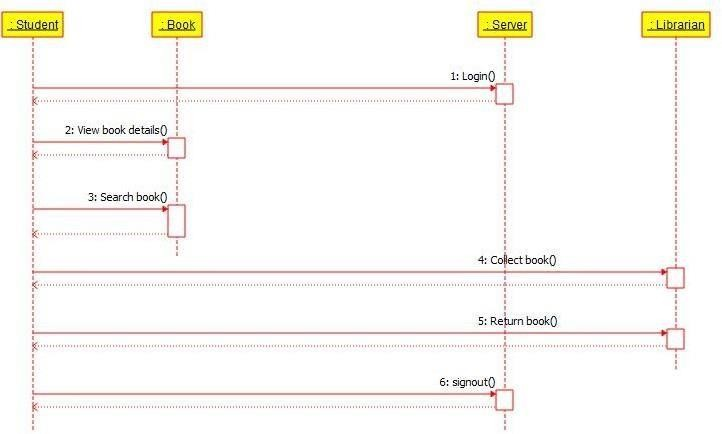 : Student
: Book
: Server
: Librarian
1: Login()
2: View book details()
3: Search book()
4: Collect book()
5: Return book()
6: signout()